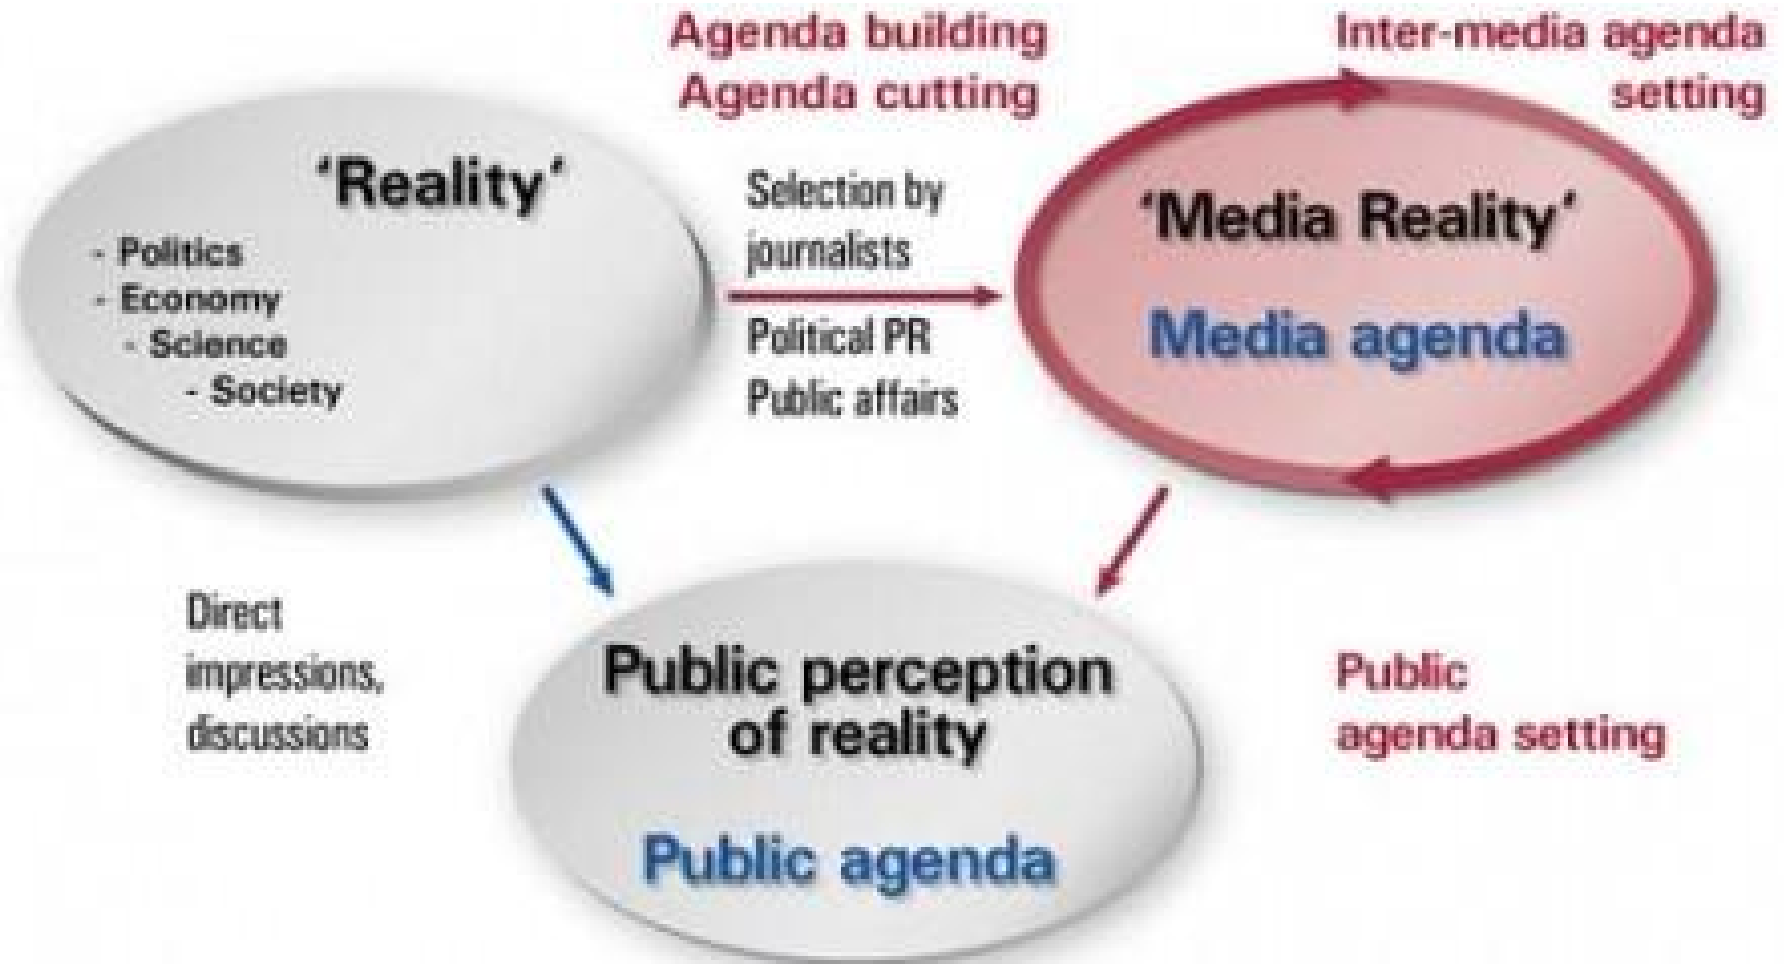 Agenda building
Agenda cutting
Inter-media agenda
setting
‘Reality‘
- Politics
- Economy
- Science
- Society
Selection by
journalists
Political PR
Public affairs
‘Media Reality‘
Media agenda
Direct
impressions,
discussions
Public perception
of reality
Public agenda
Public
agenda setting